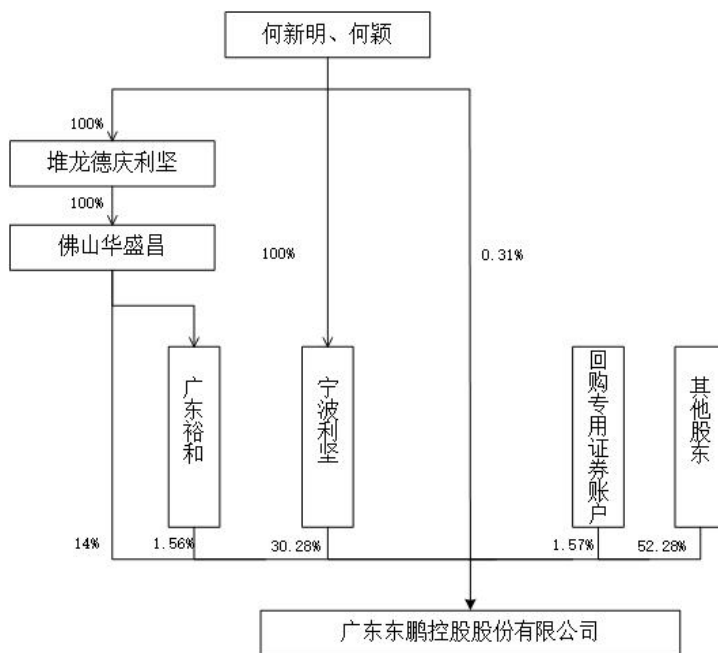 何新明、何颖
100%
堆龙德庆利坚
100%
佛山华盛昌
100%
0.31%
广东裕和
宁波利坚
回购专用证券账户
其他股东
14%
1.56%
30.28%
1.57%
52.28%
广东东鹏控股股份有限公司